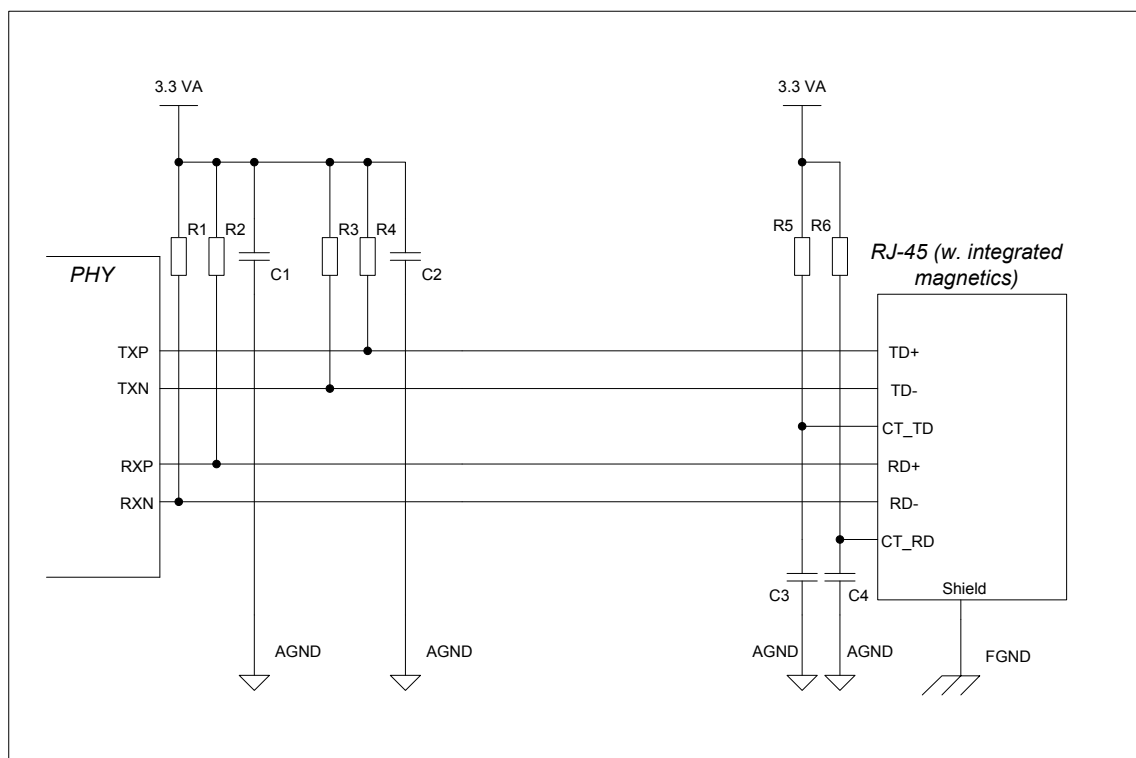 3.3 VA
3.3 VA
R1
R2
R3
R4
R5
R6
C1
C2
PHY
RJ-45 (w. integrated
magnetics)
TXP
TD+
TXN
TD-
CT_TD
RXP
RD+
RXN
RD-
CT_RD
C3
C4
Shield
AGND
AGND
AGND
AGND
FGND